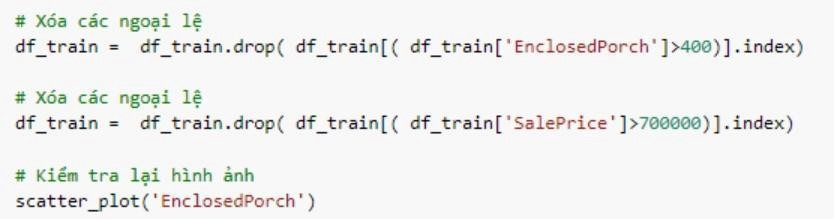 # Xóa các ngoại lệ
df_train =  df_train.drop( df_train[( df_train['EnclosedPorch']>400)].index)
# Xóa các ngoại lệ
df_train =  df_train.drop( df_train[( df_train['SalePrice']>700000)].index)
# Kiểm tra lại hình ảnh
scatter_plot('EnclosedPorch')